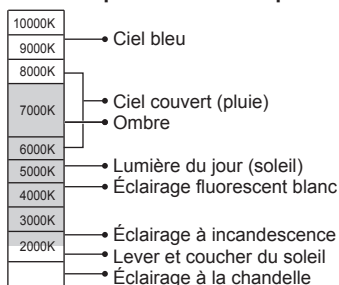 10000K
9000K
Ciel bleu
8000K
7000K
Ciel couvert (pluie)
Ombre
6000K
5000K
Lumière du jour (soleil)
4000K
Éclairage fluorescent blanc
3000K
2000K
Éclairage à incandescence
Lever et coucher du soleil
Éclairage à la chandelle